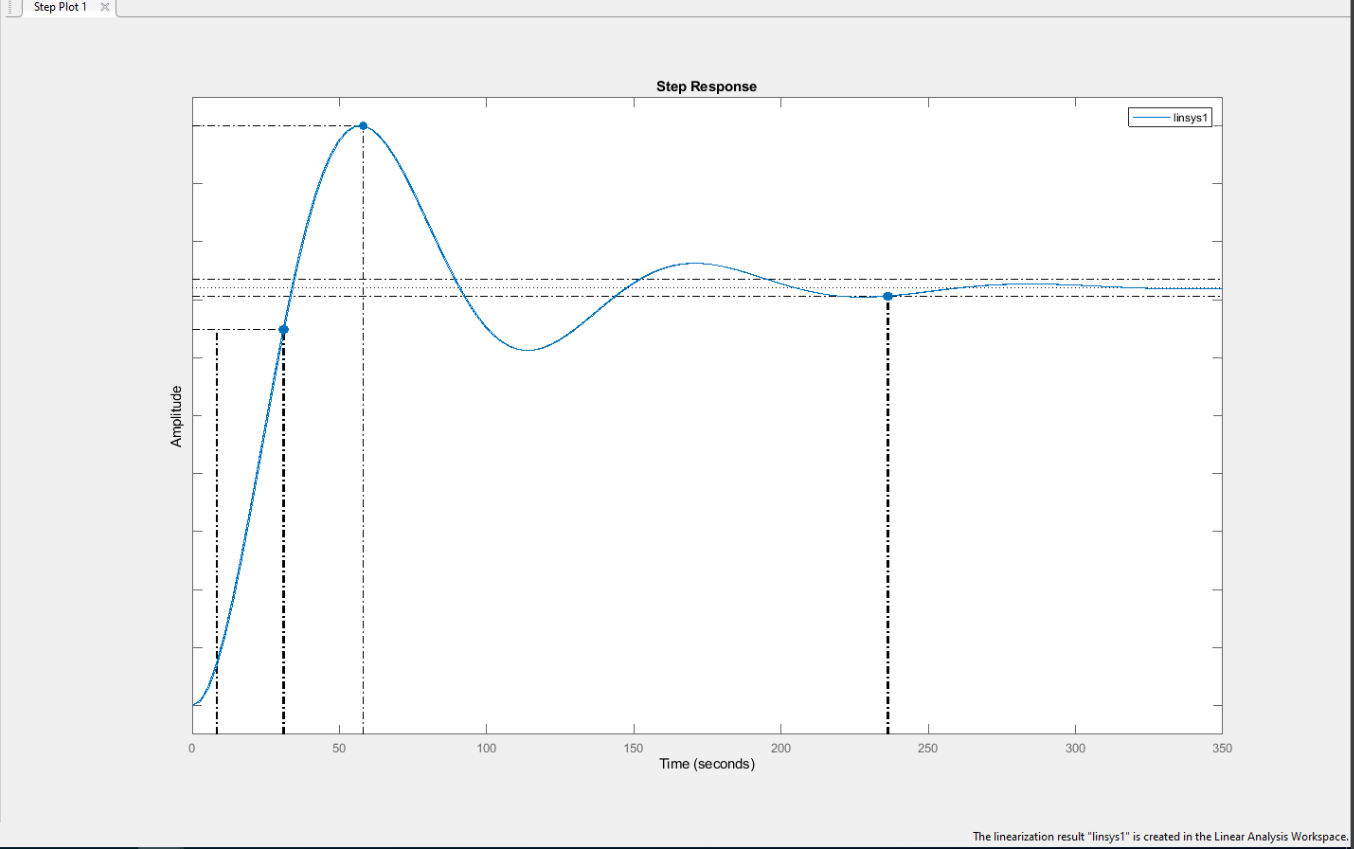 Step Plot 1
Step Response
linsys1
Amplitude
0 50 100 150 200 250 300 350
Time (seconds)
The linearization result "linsys1" is created in the Linear Analysis Workspace.